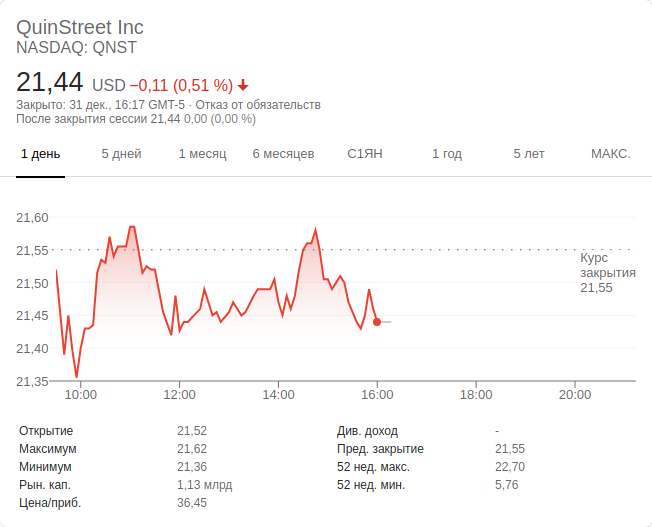 QuinStreet Inc
NASDAQ: QNST
21,44 USD −0,11 (0,51 %)
Закрыто: 31 дек., 16:17 GMT-5 · Отказ от обязательств
После закрытия сессии 21,44 0,00 (0,00 %)
1 день 5 дней 1 месяц 6 месяцев С1ЯН 1 год 5 лет МАКС.
21,60
21,55
21,50
21,45
21,40
21,35
Курс
закрытия
21,55
10:00 12:00 14:00 16:00 18:00 20:00
Открытие 21,52 Див. доход -
Максимум 21,62 Пред. закрытие 21,55
Минимум 21,36 52 нед. макс. 22,70
Рын. кап. 1,13 млрд 52 нед. мин. 5,76
Цена/приб. 36,45